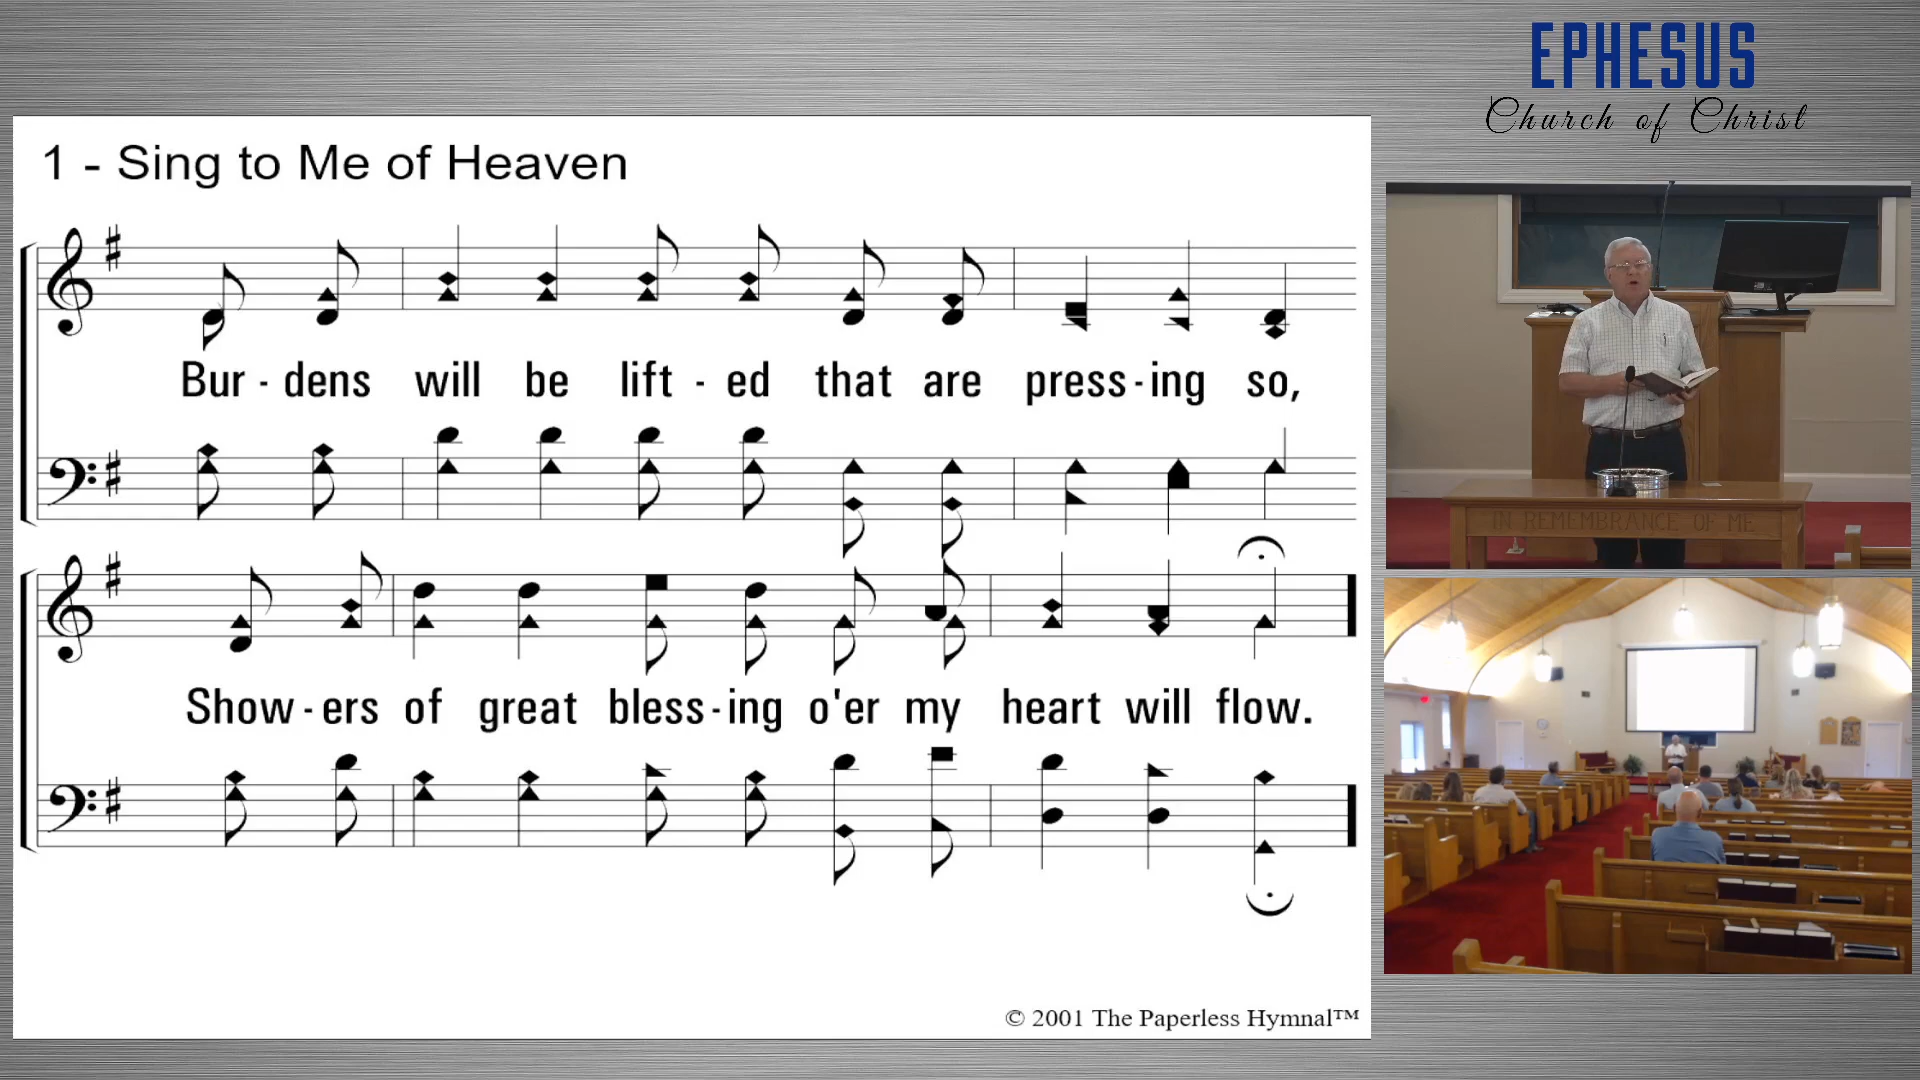 EPHESUS
Church of Christ
1 - Sing to Me of Heaven
Bur - dens will be lift - ed that are press - ing so,
Show - ers of great bless - ing o'er my heart will flow.
© 2001 The Paperless Hymnal™
IN REMEMBRANCE OF ME